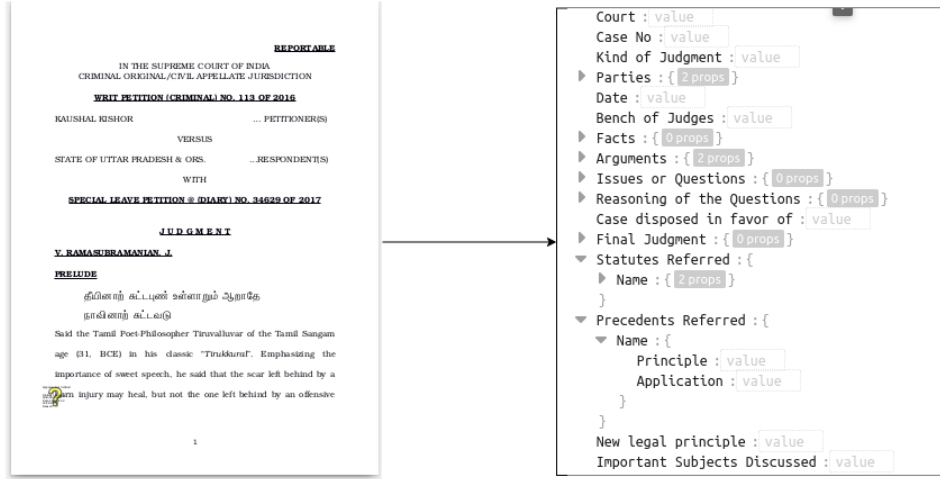 REPORTABLE
IN THE SUPREME COURT OF INDIA
CRIMINAL ORIGINAL/CIVIL APPELLATE JURISDICTION
WRIT PETITION (CRIMINAL) NO. 113 OF 2016
KAUSHAL KISHOR ... PETITIONER(S)
VERSUS
STATE OF UTTAR PRADESH & ORS. ...RESPONDENT(S)
WITH
SPECIAL LEAVE PETITION @ (DIARY) NO. 34629 OF 2017
J U D G M E N T
V. RAMASUBRAMANIAN, J.
PRELUDE
தீயினாற் சுட்டபுண் உள்ளாறும் ஆறாதே
நாவினாற் சுட்டவடு
Said the Tamil Poet-Philosopher Tiruvalluvar of the Tamil Sangam
age (31, BCE) in his classic "Tirukkural". Emphasizing the
importance of sweet speech, he said that the scar left behind by a
injury may heal, but not the one left behind by an offensive
1
Court : value
Case No : value
Kind of Judgment : value
Parties : { 2 props }
Date : value
Bench of Judges : value
Facts : { 0 props }
Arguments : { 2 props }
Issues or Questions : { 0 props }
Reasoning of the Questions : { 0 props }
Case disposed in favor of : value
Final Judgment : { 0 props }
Statutes Referred : {
Name : { 2 props }
}
Precedents Referred : {
Name : {
Principle : value
Application : value
}
}
New legal principle : value
Important Subjects Discussed : value